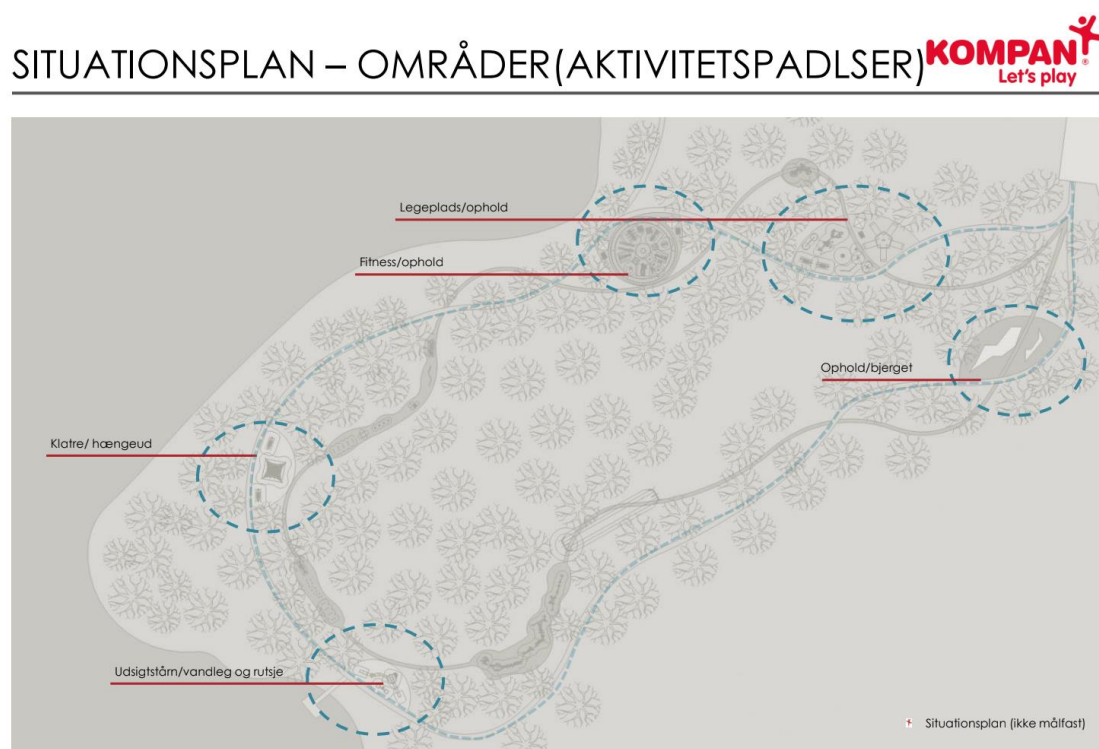 SITUATIONSPLAN – OMRÅDER(AKTIVITETSPADLSER)
KOMPAN
Let's play
Legeplads/ophold
Fitness/ophold
Ophold/bjerget
Klatre/ hængeud
Udsigtstårn/vandleg og rutsje
Situationsplan (ikke målfast)